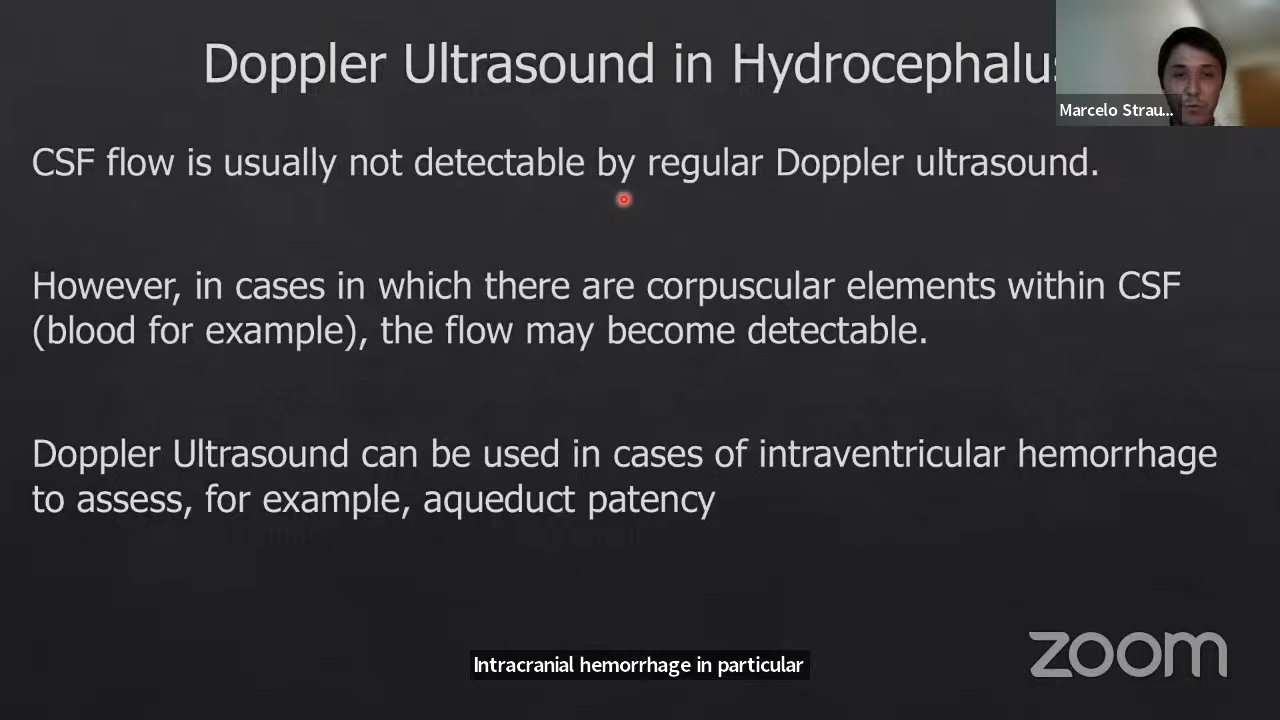 Doppler Ultrasound in Hydrocephalus
Marcelo Strau...
CSF flow is usually not detectable by regular Doppler ultrasound.
However, in cases in which there are corpuscular elements within CSF
(blood for example), the flow may become detectable.
Doppler Ultrasound can be used in cases of intraventricular hemorrhage
to assess, for example, aqueduct patency
Intracranial hemorrhage in particular
zoom